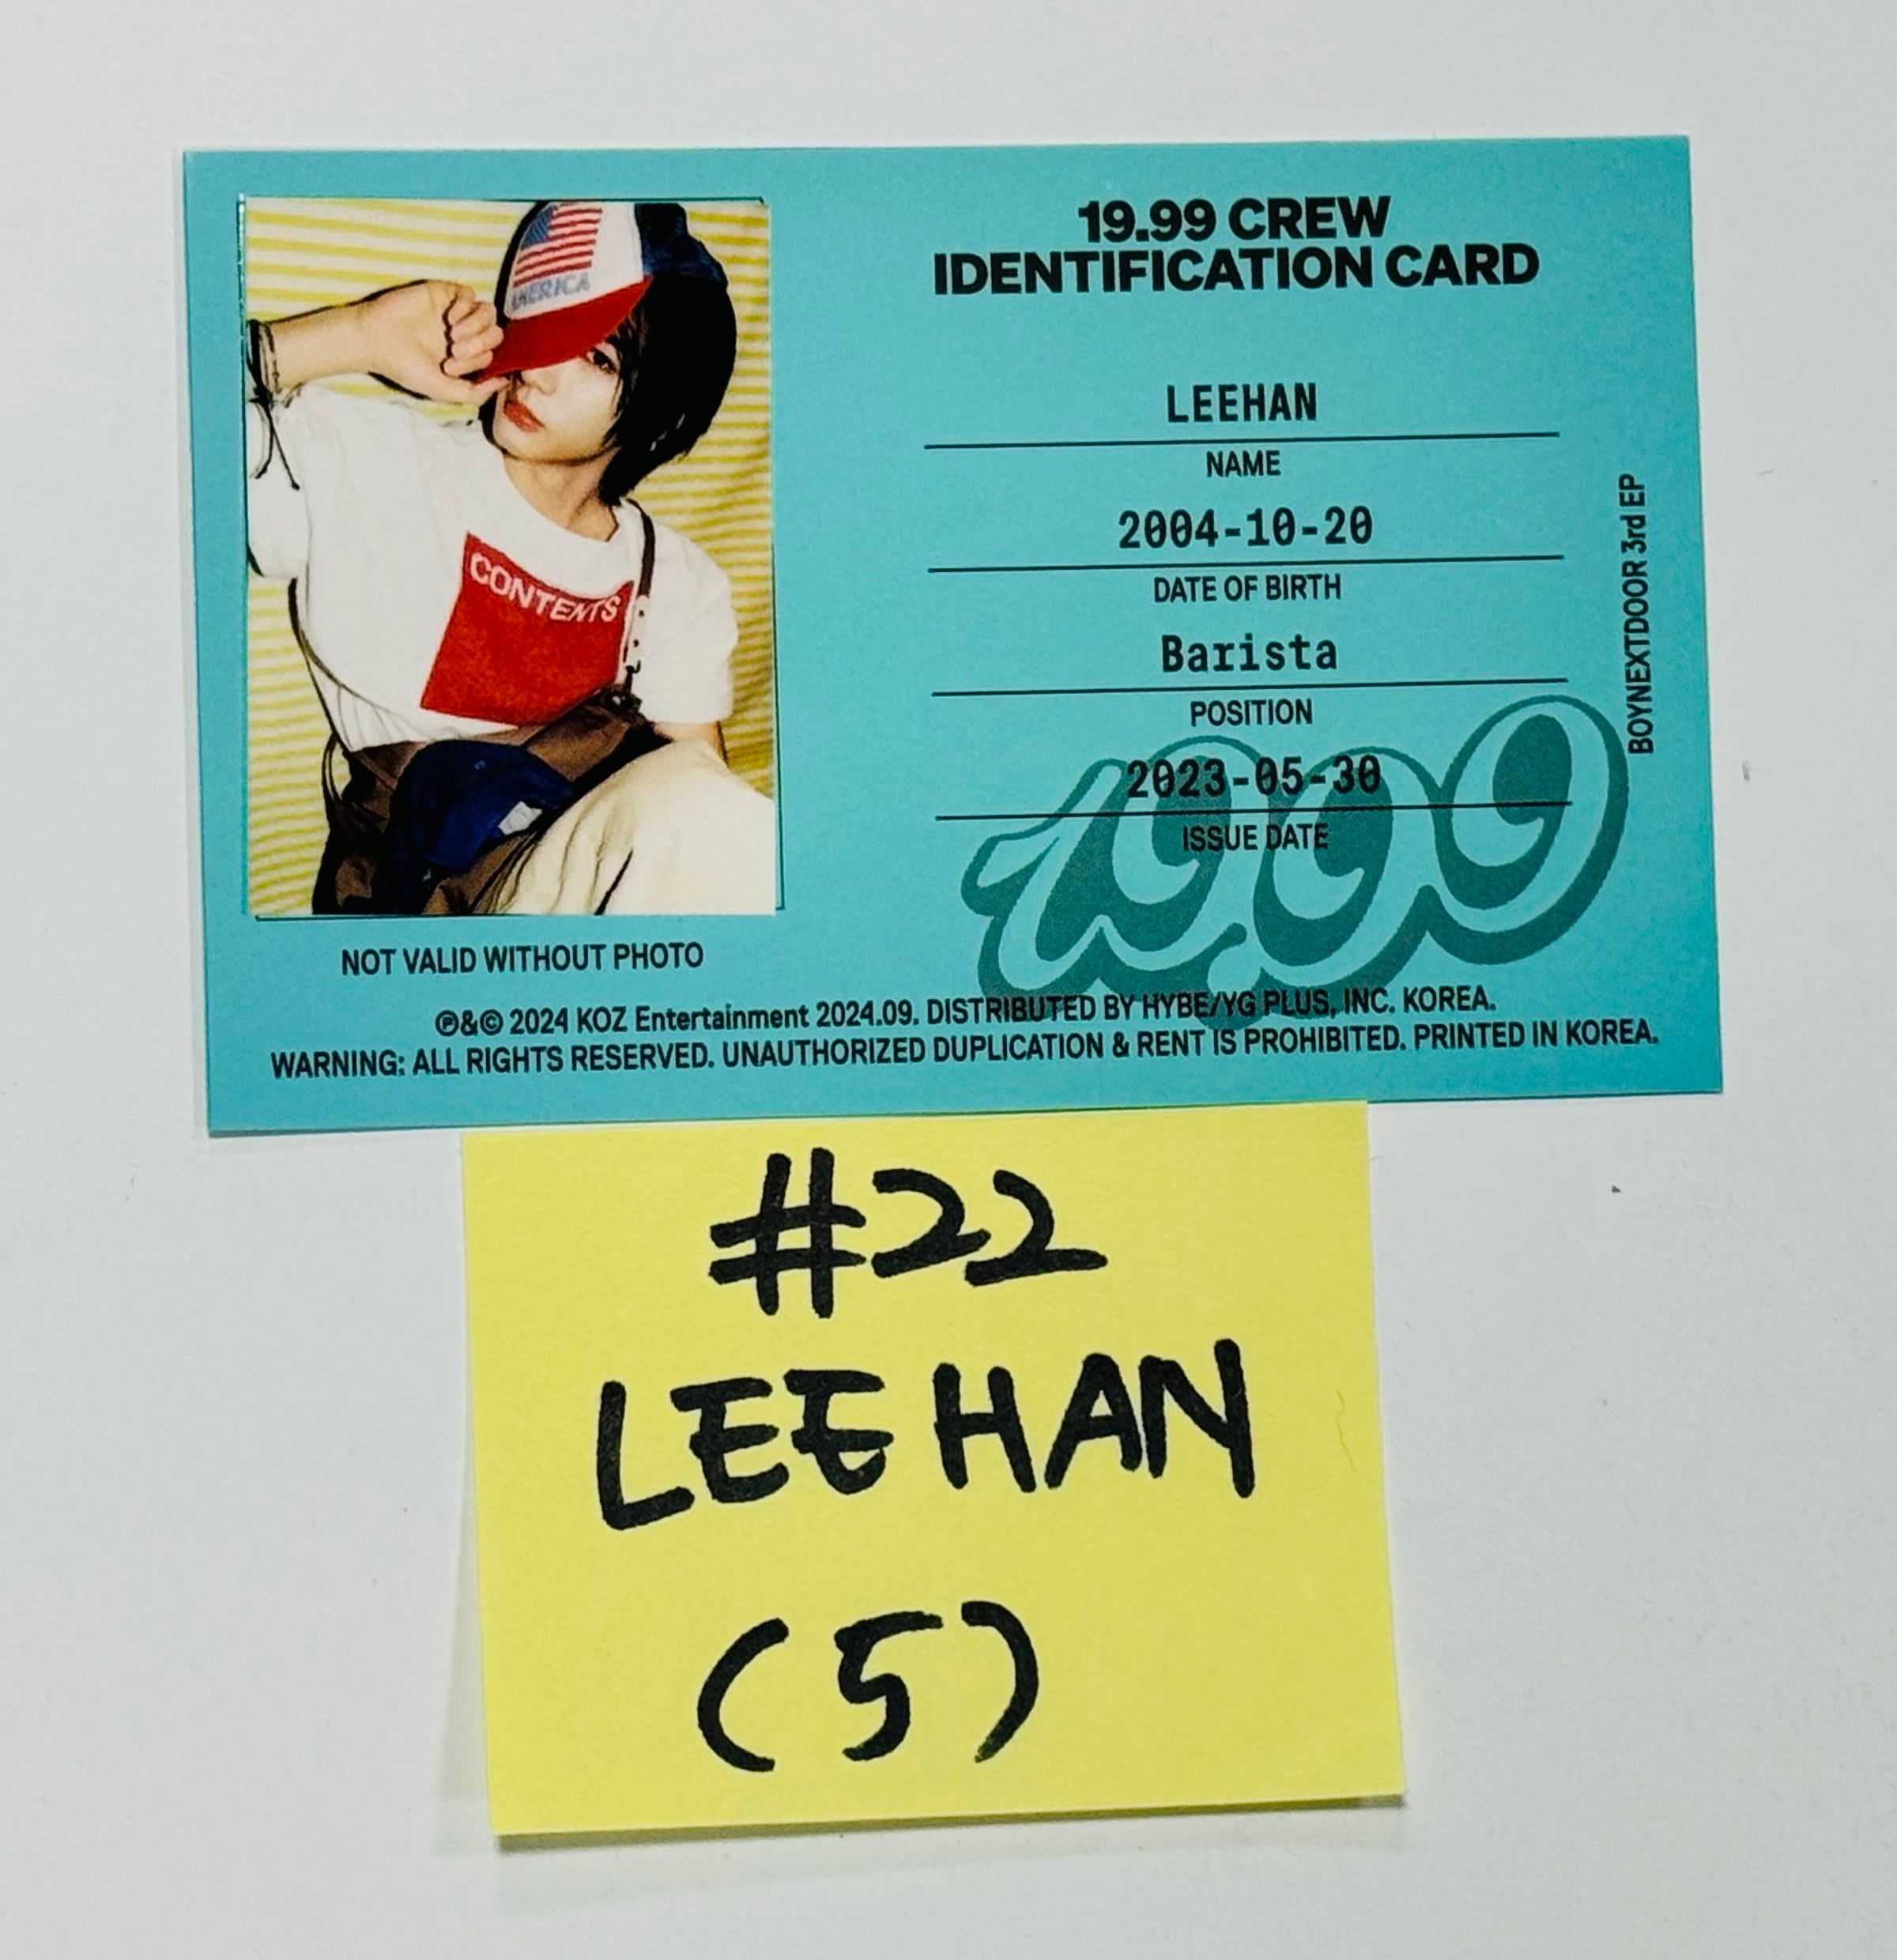 19.99 CREW
IDENTIFICATION CARD
LEEHAN
NAME
2004-10-20
DATE OF BIRTH
Barista
POSITION
2023-05-30
ISSUE DATE
19.99
BOYNEXTDOOR 3rd EP
CONTENTS
NOT VALID WITHOUT PHOTO
℗&© 2024 KOZ Entertainment 2024.09. DISTRIBUTED BY HYBE/YG PLUS, INC. KOREA.
WARNING: ALL RIGHTS RESERVED. UNAUTHORIZED DUPLICATION & RENT IS PROHIBITED. PRINTED IN KOREA.
#22
LEEHAN
(5)